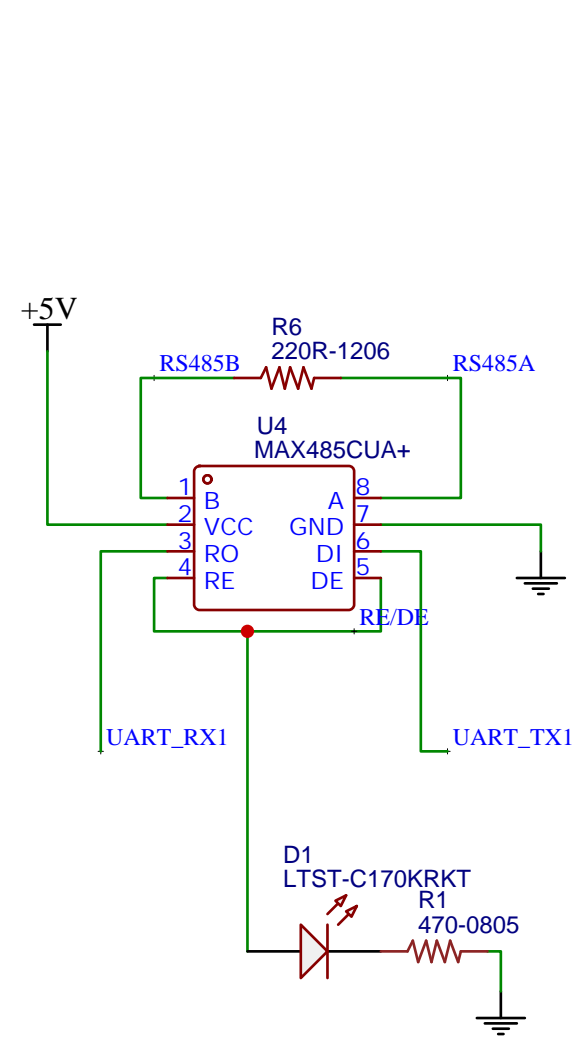 +5V
R6
220R-1206
RS485B
RS485A
U4
MAX485CUA+
1
8
B
A
2
7
VCC
GND
3
6
RO
DI
4
5
RE
DE
RE/DE
UART_RX1
UART_TX1
D1
LTST-C170KRKT
R1
470-0805